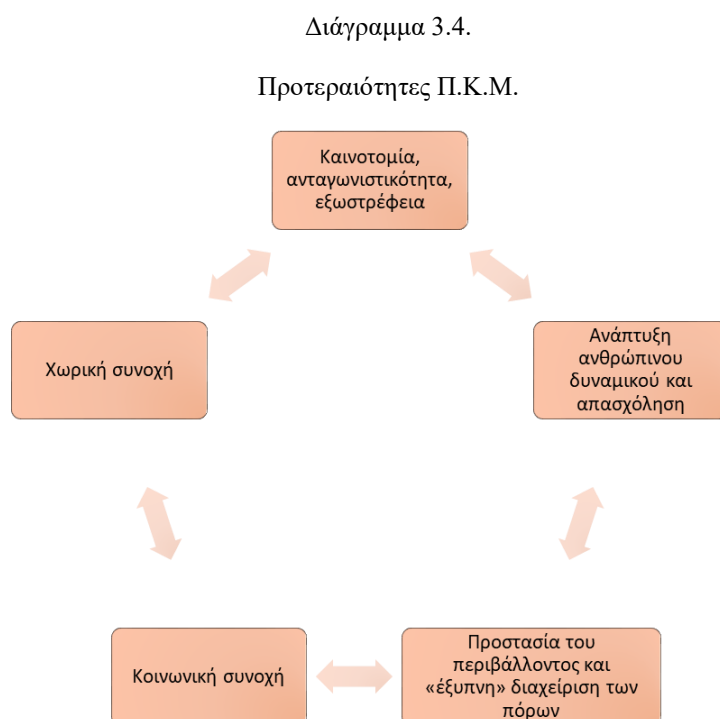 Διάγραμμα 3.4.
Προτεραιότητες Π.Κ.Μ.
Καινοτομία,
ανταγωνιστικότητα,
εξωστρέφεια
Ανάπτυξη
ανθρώπινου
δυναμικού και
απασχόληση
Χωρική συνοχή
Προστασία του
περιβάλλοντος και
«έξυπνη» διαχείριση των
πόρων
Κοινωνική συνοχή